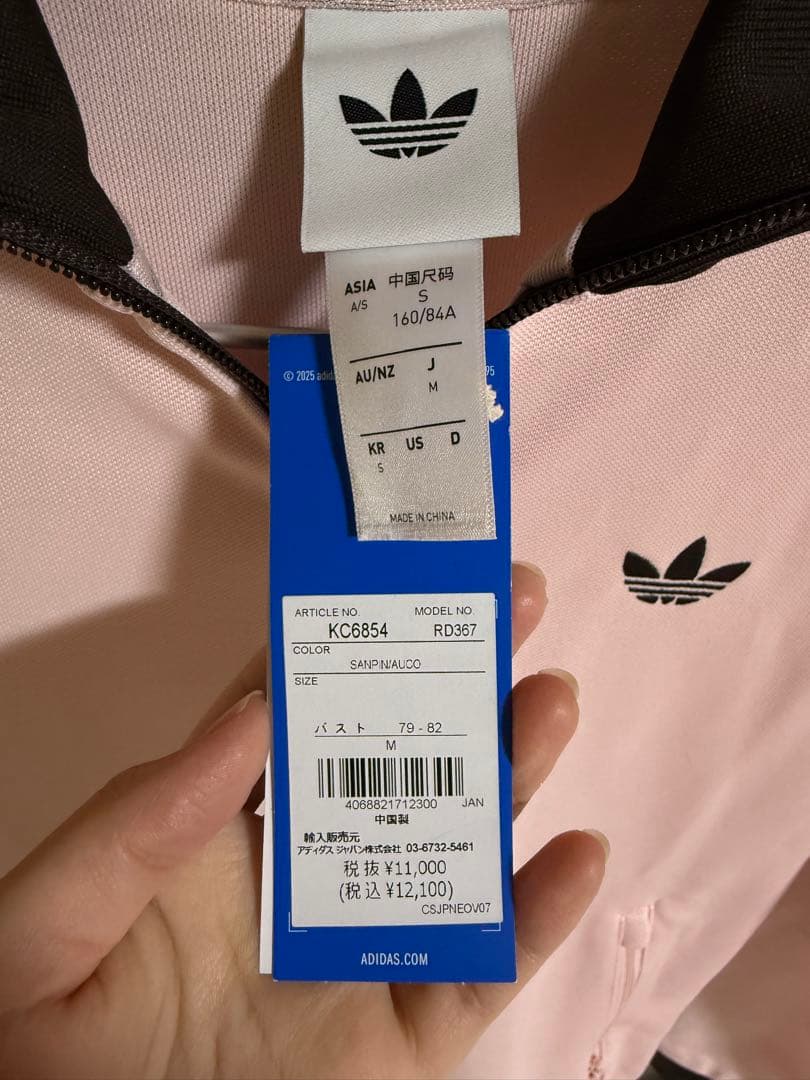 ASIA 中国尺码
A/S S
160/84A
AU/NZ J
M
KR US D
S
MADE IN CHINA
© 2025 adida
95
ARTICLE NO. MODEL NO.
KC6854 RD367
COLOR
SANPIN/AUCO
SIZE
バスト 79 - 82
M
4068821712300 JAN
中国製
輸入販売元
アディダス ジャパン株式会社 03-6732-5461
税抜 ¥11,000
(税込 ¥12,100)
CSJPNEOV07
ADIDAS.COM